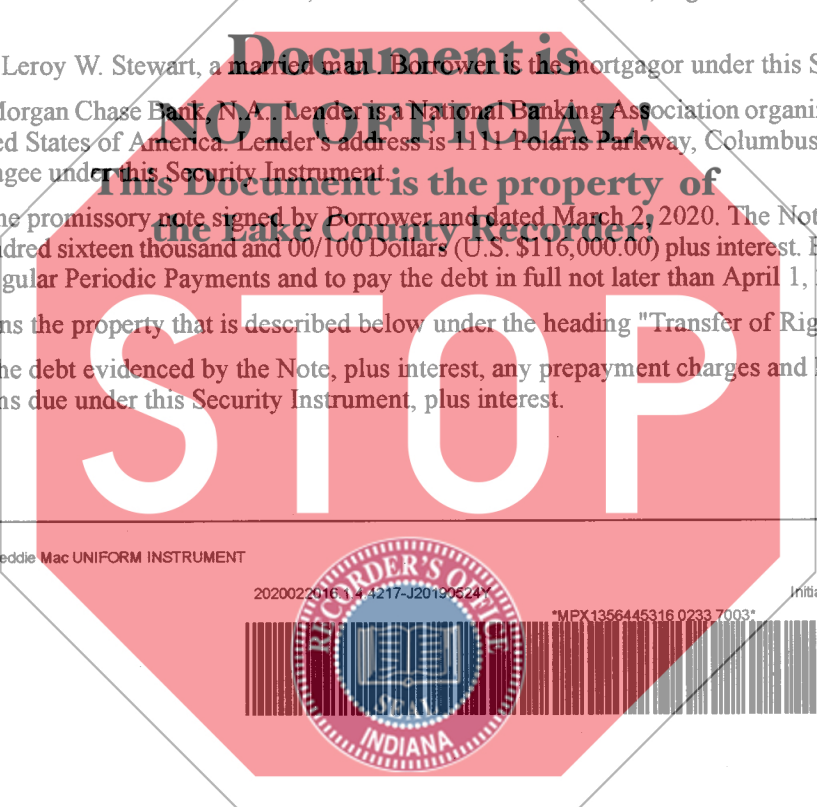 Document is
Leroy W. Stewart, a married man. Borrower is the mortgagor under this S
NOT OFFICIAL!
Morgan Chase Bank, N.A.. Lender is a National Banking Association organi
ed States of America. Lender's address is 1111 Polaris Parkway, Columbus
gee under this Security Instrument.
This Document is the property of
the Lake County Recorder!
he promissory note signed by Borrower and dated March 2, 2020. The Not
dred sixteen thousand and 00/100 Dollars (U.S. $116,000.00) plus interest. B
gular Periodic Payments and to pay the debt in full not later than April 1,
ns the property that is described below under the heading "Transfer of Rig
he debt evidenced by the Note, plus interest, any prepayment charges and
ns due under this Security Instrument, plus interest.
STOP
eddie Mac UNIFORM INSTRUMENT
2020022016.1.4.4217-J20190524Y
Initia
*MPX13564453160233 7003*
RECORDER'S OFFICE
SEAL
INDIANA